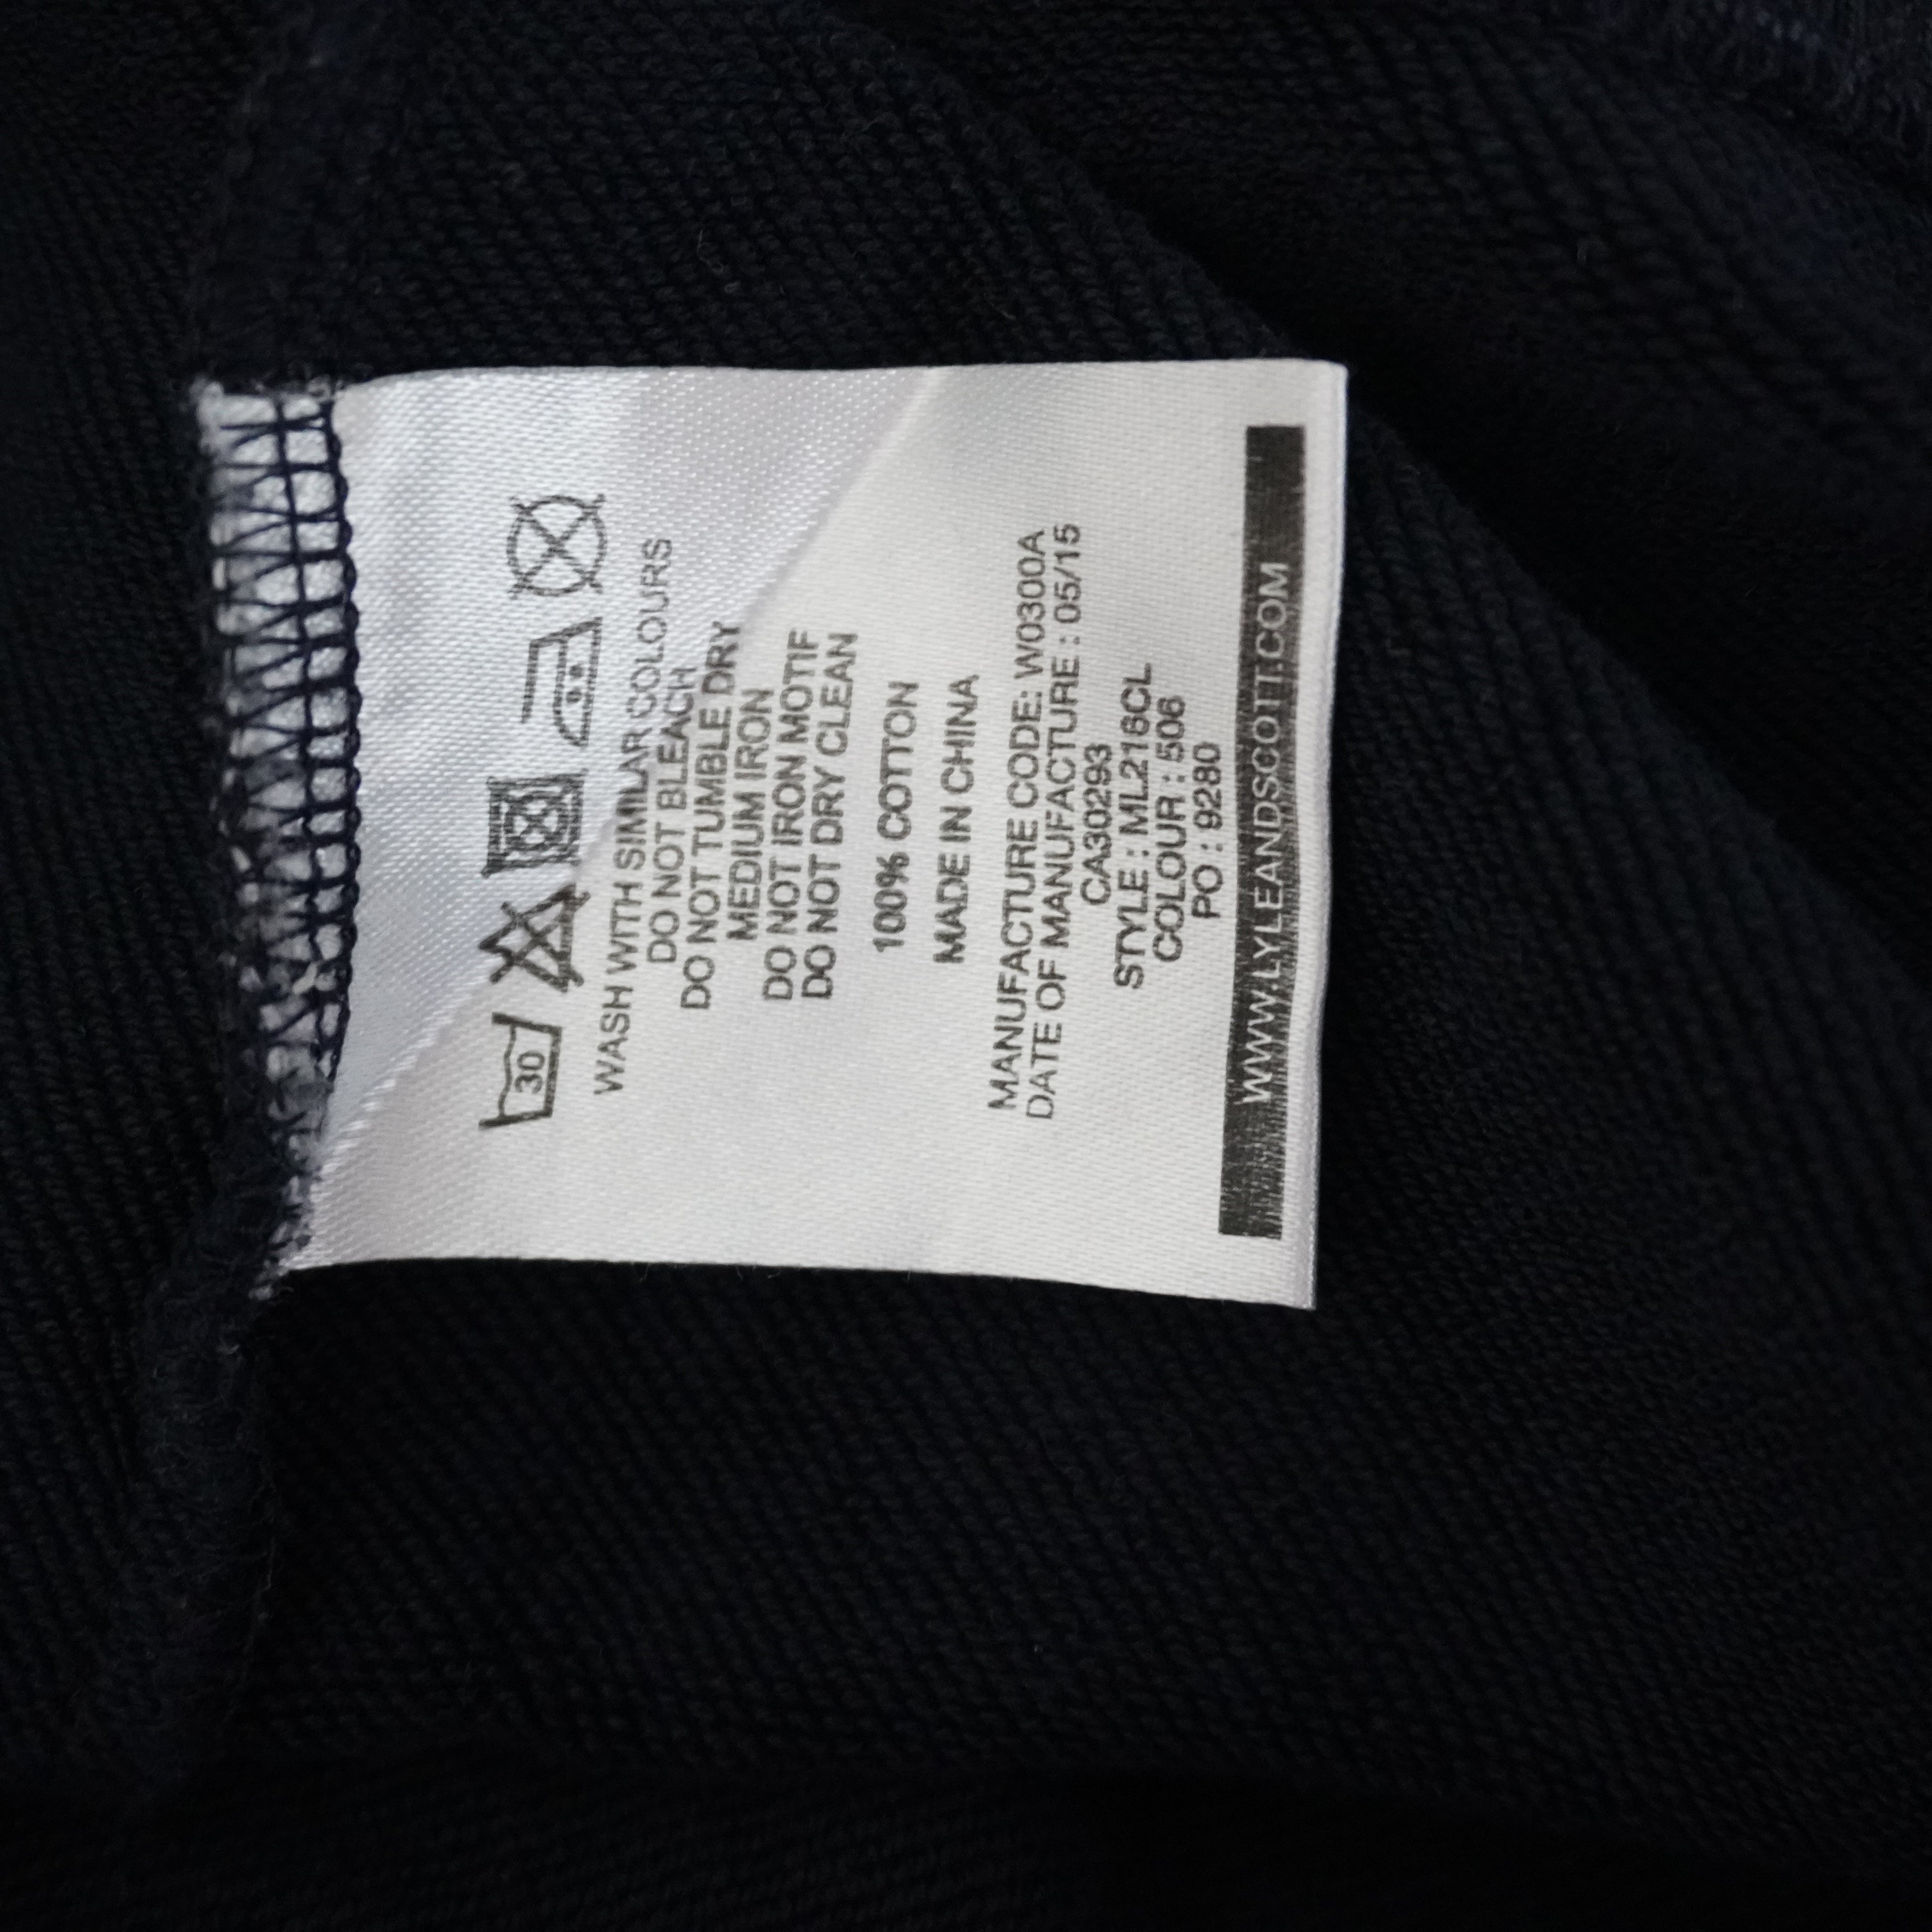 30
WASH WITH SIMILAR COLOURS
DO NOT BLEACH
DO NOT TUMBLE DRY
MEDIUM IRON
DO NOT IRON MOTIF
DO NOT DRY CLEAN
100% COTTON
MADE IN CHINA
MANUFACTURE CODE: W0300A
DATE OF MANUFACTURE : 05/15
CA30293
STYLE : ML216CL
COLOUR : 506
PO : 9280
WWW.LYLEANDSCOTT.COM